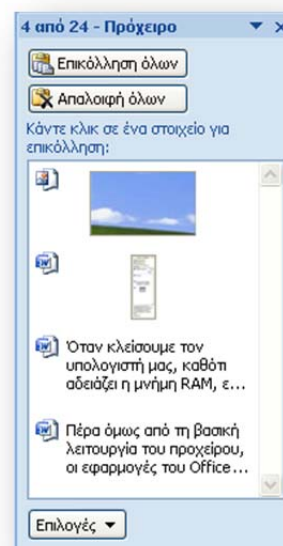 4 από 24 - Πρόχειρο
Επικόλληση όλων
Απαλοιφή όλων
Κάντε κλικ σε ένα στοιχείο για
επικόλληση:
Όταν κλείσουμε τον
υπολογιστή μας, καθότι
αδειάζει η μνήμη RAM, ε...
Πέρα όμως από τη βασική
λειτουργία του προχείρου,
οι εφαρμογές του Office...
Επιλογές